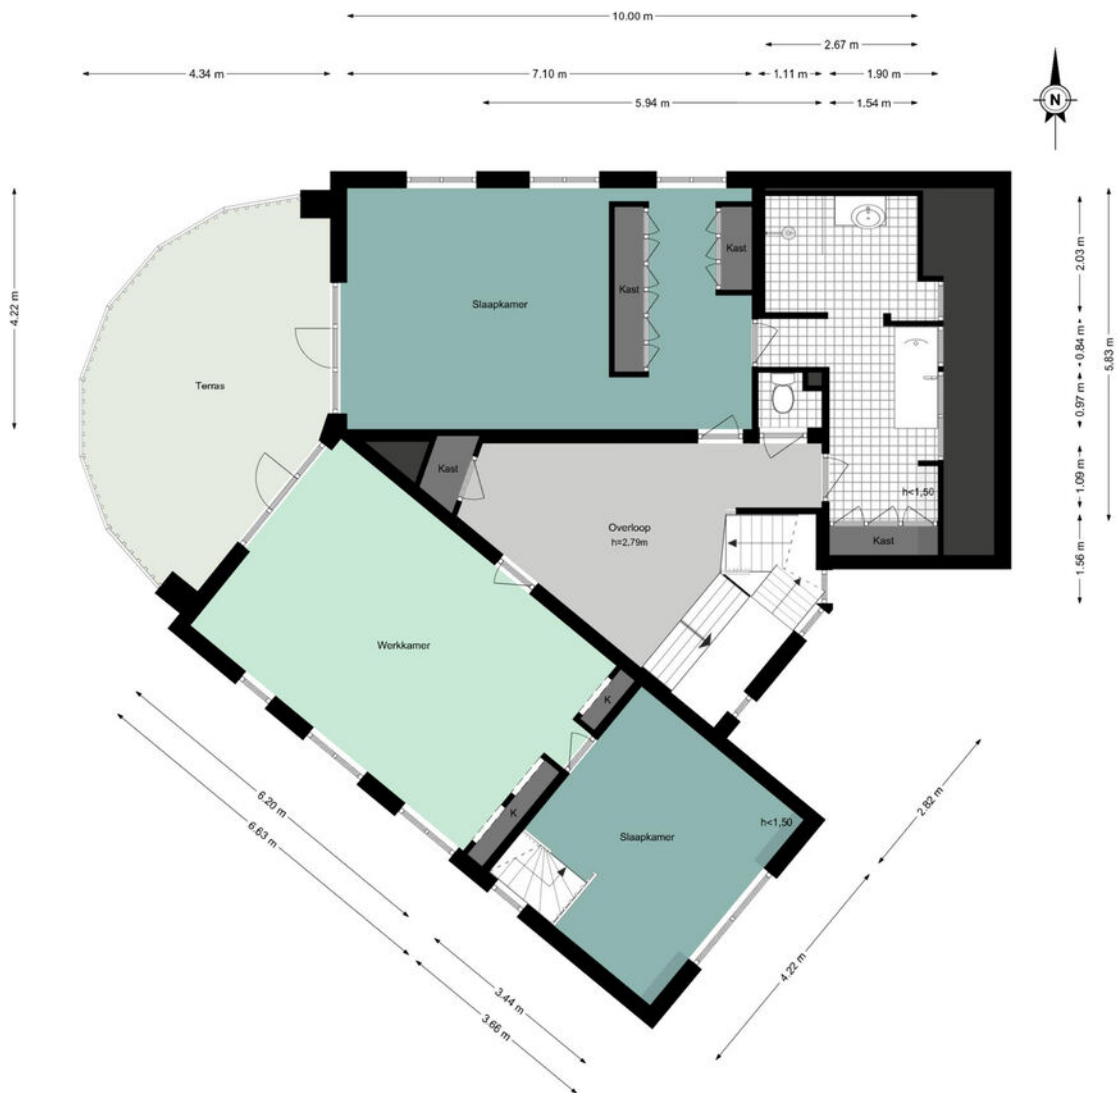 10.00 m
2.67 m
4.34 m
7.10 m
1.11 m
1.90 m
5.94 m
1.54 m
N
4.22 m
2.03 m
0.84 m
5.83 m
0.97 m
1.09 m
1.56 m
Kast
Kast
Slaapkamer
Terras
Kast
h<1,50
Overloop
h=2,79m
Kast
Werkkamer
K
K
h<1,50
Slaapkamer
6.20 m
6.63 m
2.82 m
4.22 m
3.44 m
3.66 m